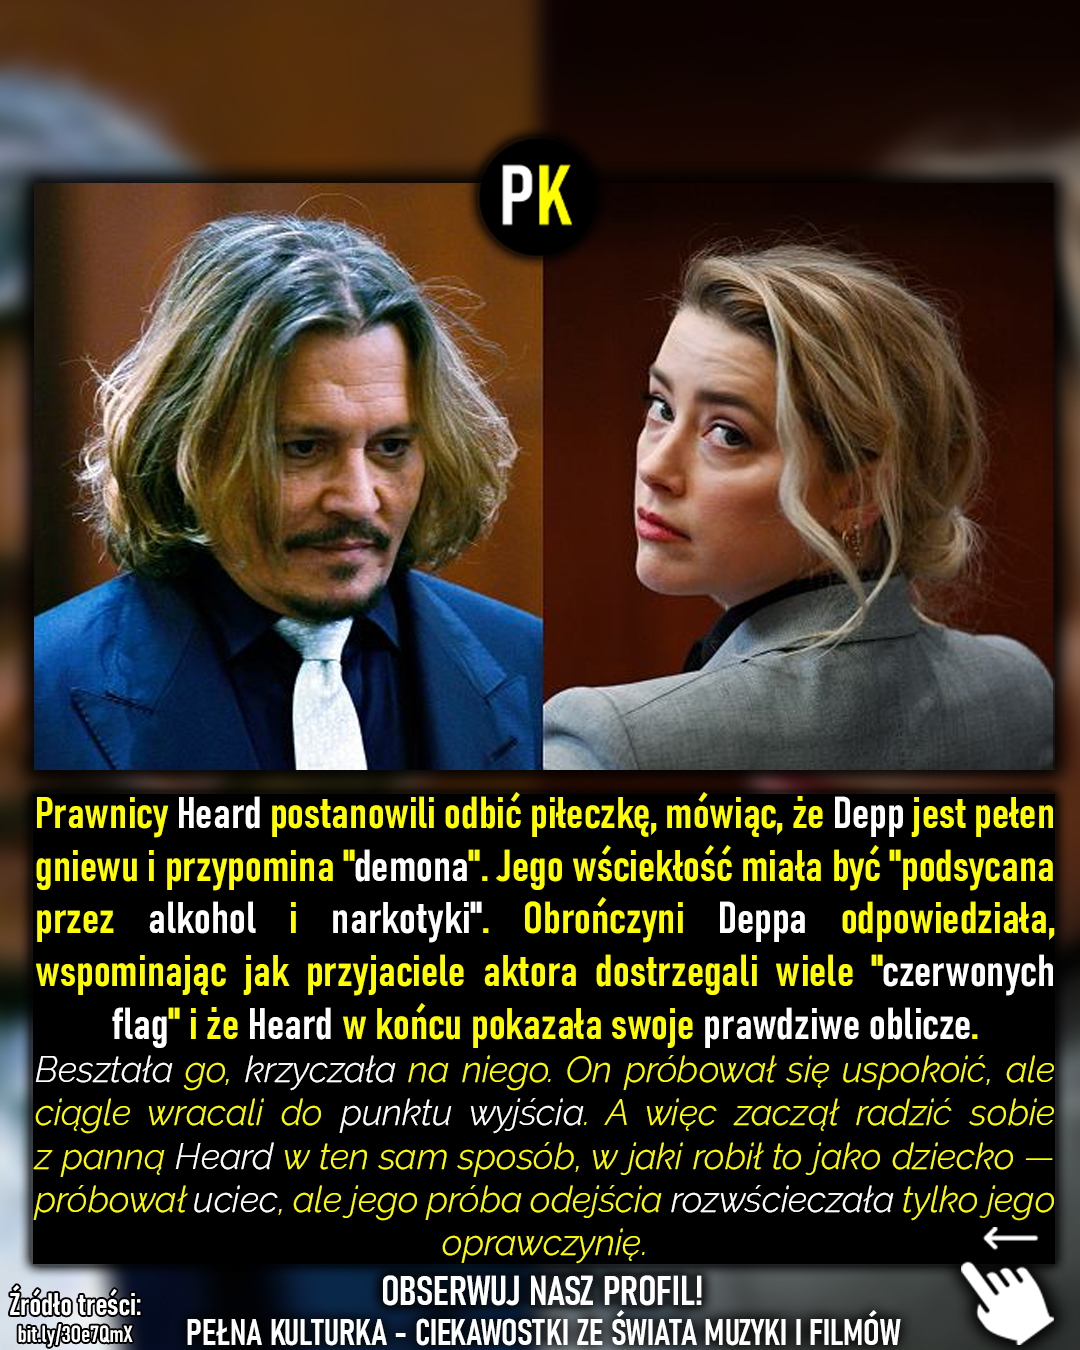 PK
Prawnicy Heard postanowili odbić piłeczkę, mówiąc, że Depp jest pełen
gniewu i przypomina "demona". Jego wściekłość miała być "podsycana
przez alkohol i narkotyki". Obrończyni Deppa odpowiedziała,
wspominając jak przyjaciele aktora dostrzegali wiele "czerwonych
flag" i że Heard w końcu pokazała swoje prawdziwe oblicze.
Beształa go, krzyczała na niego. On próbował się uspokoić, ale
ciągle wracali do punktu wyjścia. A więc zaczął radzić sobie
z panną Heard w ten sam sposób, w jaki robił to jako dziecko —
próbował uciec, ale jego próba odejścia rozwścieczała tylko jego
oprawczynię.
OBSERWUJ NASZ PROFIL!
Źródło treści:
bit.ly/3Oe7QmX
PEŁNA KULTURKA - CIEKAWOSTKI ZE ŚWIATA MUZYKI I FILMÓW